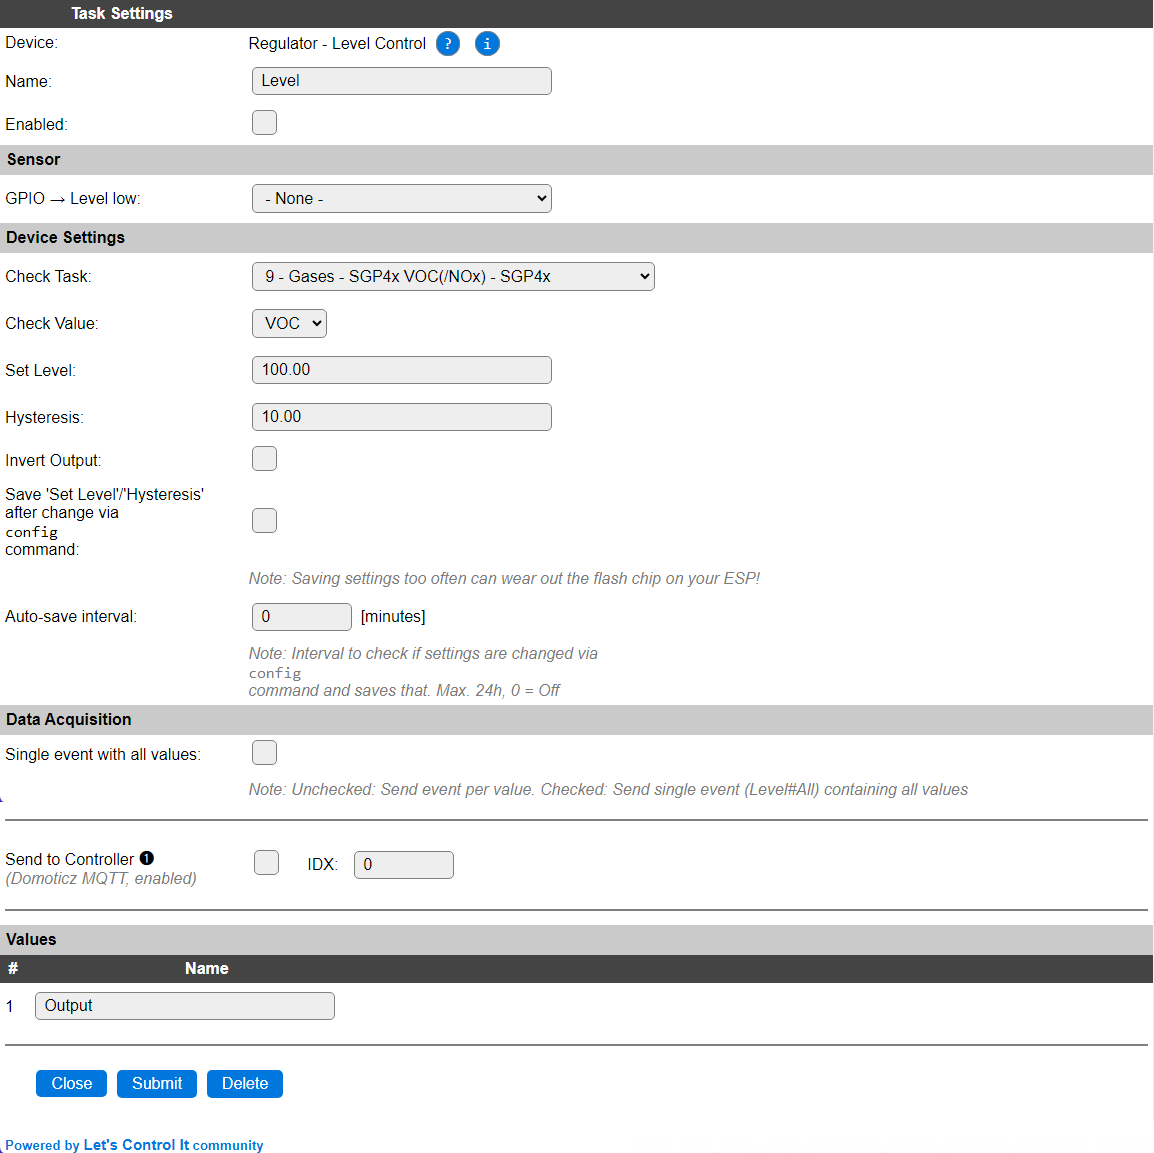 Task Settings
Device: Regulator - Level Control ? i
Name: Level
Enabled:
Sensor
GPIO → Level low: - None -
Device Settings
Check Task: 9 - Gases - SGP4x VOC(/NOx) - SGP4x
Check Value: VOC
Set Level: 100.00
Hysteresis: 10.00
Invert Output:
Save 'Set Level'/'Hysteresis'
after change via
config
command:
Note: Saving settings too often can wear out the flash chip on your ESP!
Auto-save interval: 0 [minutes]
Note: Interval to check if settings are changed via
config
command and saves that. Max. 24h, 0 = Off
Data Acquisition
Single event with all values:
Note: Unchecked: Send event per value. Checked: Send single event (Level#All) containing all values
Send to Controller ❶
(Domoticz MQTT, enabled)
IDX: 0
Values
# Name
1 Output
Close Submit Delete
Powered by Let's Control It community